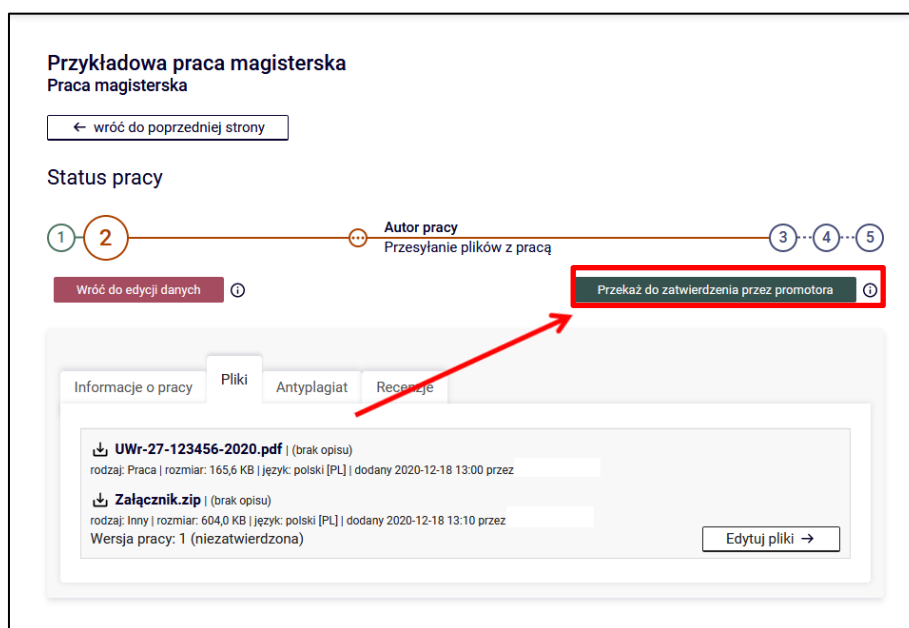 Przykładowa praca magisterska
Praca magisterska
← wróć do poprzedniej strony
Status pracy
1
2
Autor pracy
Przesyłanie plików z pracą
3
4
5
Wróć do edycji danych
Przekaż do zatwierdzenia przez promotora
Informacje o pracy
Pliki
Antyplagiat
Recenzje
UWr-27-123456-2020.pdf | (brak opisu)
rodzaj: Praca | rozmiar: 165,6 KB | język: polski [PL] | dodany 2020-12-18 13:00 przez
Załącznik.zip | (brak opisu)
rodzaj: Inny | rozmiar: 604,0 KB | język: polski [PL] | dodany 2020-12-18 13:10 przez
Wersja pracy: 1 (niezatwierdzona)
Edytuj pliki →